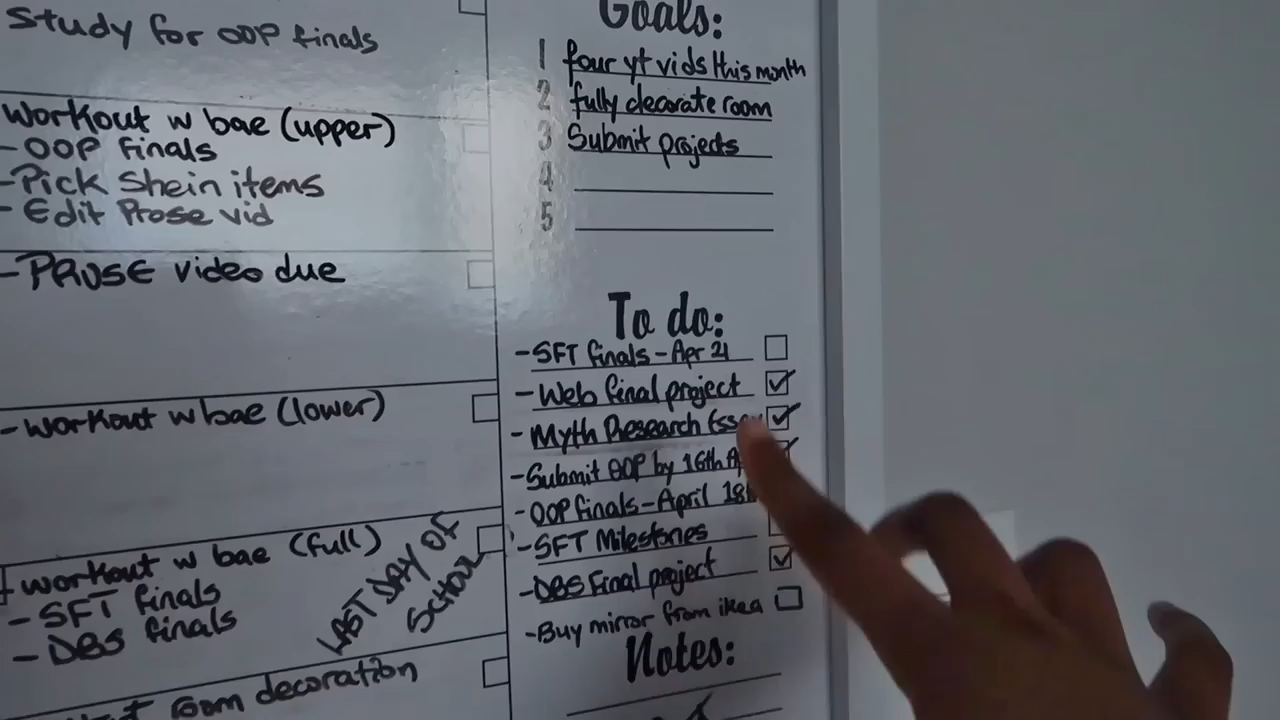 Study for OOP finals
Workout w bae (upper)
- OOP finals
- Pick Shein items
- Edit Prose vid
- PROSE video due
- Workout w bae (lower)
workout w bae (full)
- SFT finals
- DBS finals
LAST DAY OF
SCHOOL
room decoration
Goals:
1 four yt vids this month
2 fully decorate room
3 Submit projects
4
5
To do:
- SFT finals - Apr 21
- Web final project
- Myth Research
- Submit OOP by 16th
- OOP finals - April 18th
- SFT Milestones
- DBS Final project
- Buy mirror from ikea
Notes: